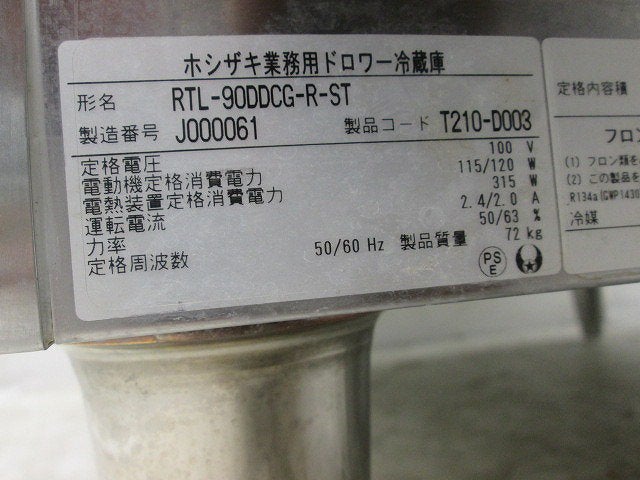 ホシザキ業務用ドロワー冷蔵庫
形名 RTL-90DDCG-R-ST
製造番号 J000061 製品コード T210-D003
定格電圧 100 V
電動機定格消費電力 115/120 W
電熱装置定格消費電力 315 W
運転電流 2.4/2.0 A
力率 50/63 %
定格周波数 50/60 Hz 製品質量 72 kg
PS
E
定格内容積
フロン
(1) フロン類を
(2) この製品を
R134a(GWP1430
冷媒